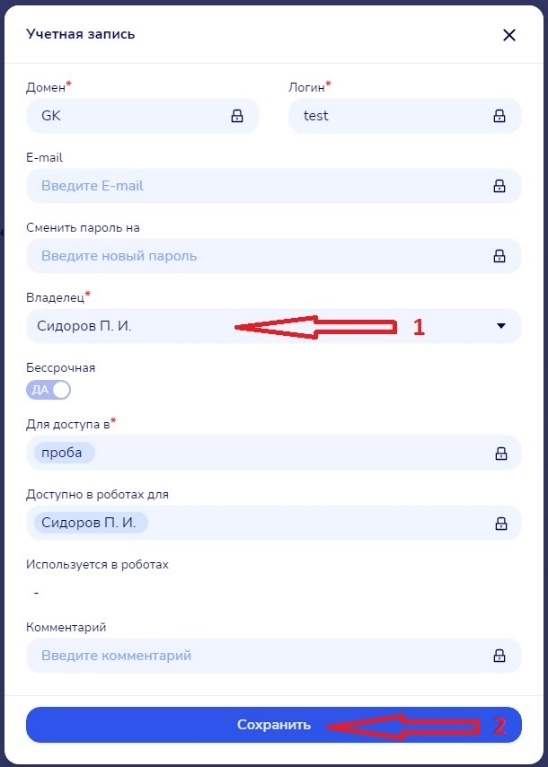 Учетная запись
Домен* Логин*
GK test
E-mail
Введите E-mail
Сменить пароль на
Введите новый пароль
Владелец*
Сидоров П. И. 1
Бессрочная
ДА
Для доступа в*
проба
Доступно в роботах для
Сидоров П. И.
Используется в роботах
-
Комментарий
Введите комментарий
Сохранить 2